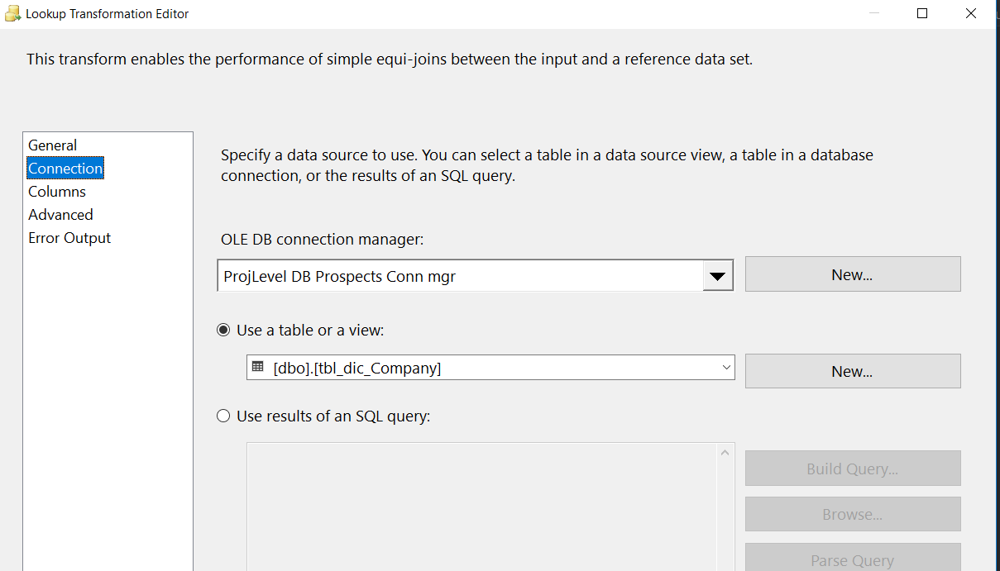 Lookup Transformation Editor
This transform enables the performance of simple equi-joins between the input and a reference data set.
General
Connection
Columns
Advanced
Error Output
Specify a data source to use. You can select a table in a data source view, a table in a database
connection, or the results of an SQL query.
OLE DB connection manager:
ProjLevel DB Prospects Conn mgr
New...
Use a table or a view:
[dbo].[tbl_dic_Company]
New...
Use results of an SQL query:
Build Query...
Browse...
Parse Query